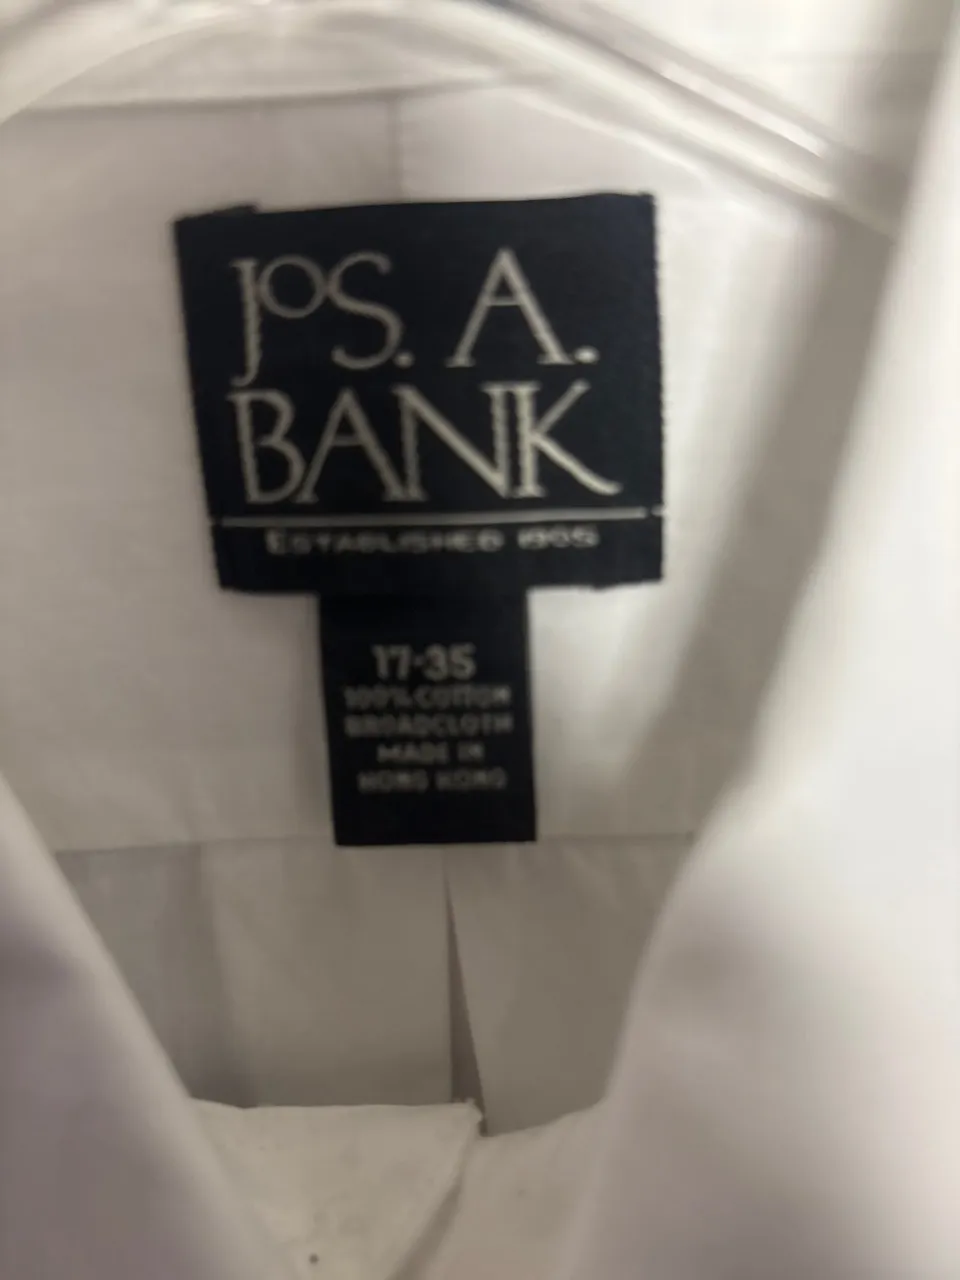 JOS. A.
BANK
ESTABLISHED 1905
17-35
100% COTTON
BROADCLOTH
MADE IN
HONG KONG